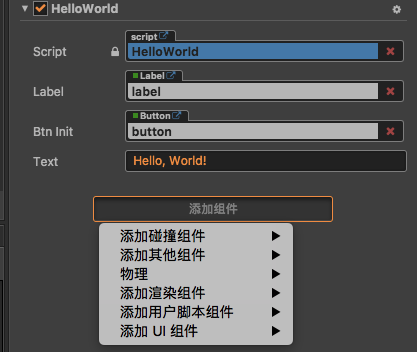 HelloWorld
script
Script HelloWorld
Label
Label label
Button
Btn Init button
Text Hello, World!
添加组件
添加碰撞组件
添加其他组件
物理
添加渲染组件
添加用户脚本组件
添加 UI 组件